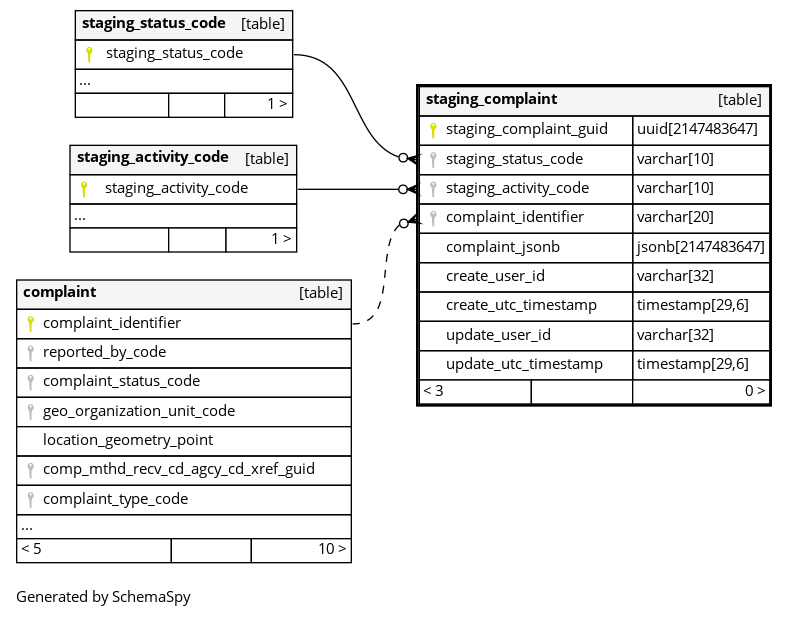 staging_status_code [table]
staging_status_code
...
1 >
staging_activity_code [table]
staging_activity_code
...
1 >
complaint [table]
complaint_identifier
reported_by_code
complaint_status_code
geo_organization_unit_code
location_geometry_point
comp_mthd_recv_cd_agcy_cd_xref_guid
complaint_type_code
...
< 5 10 >
staging_complaint [table]
staging_complaint_guid uuid[2147483647]
staging_status_code varchar[10]
staging_activity_code varchar[10]
complaint_identifier varchar[20]
complaint_jsonb jsonb[2147483647]
create_user_id varchar[32]
create_utc_timestamp timestamp[29,6]
update_user_id varchar[32]
update_utc_timestamp timestamp[29,6]
< 3 0 >
Generated by SchemaSpy